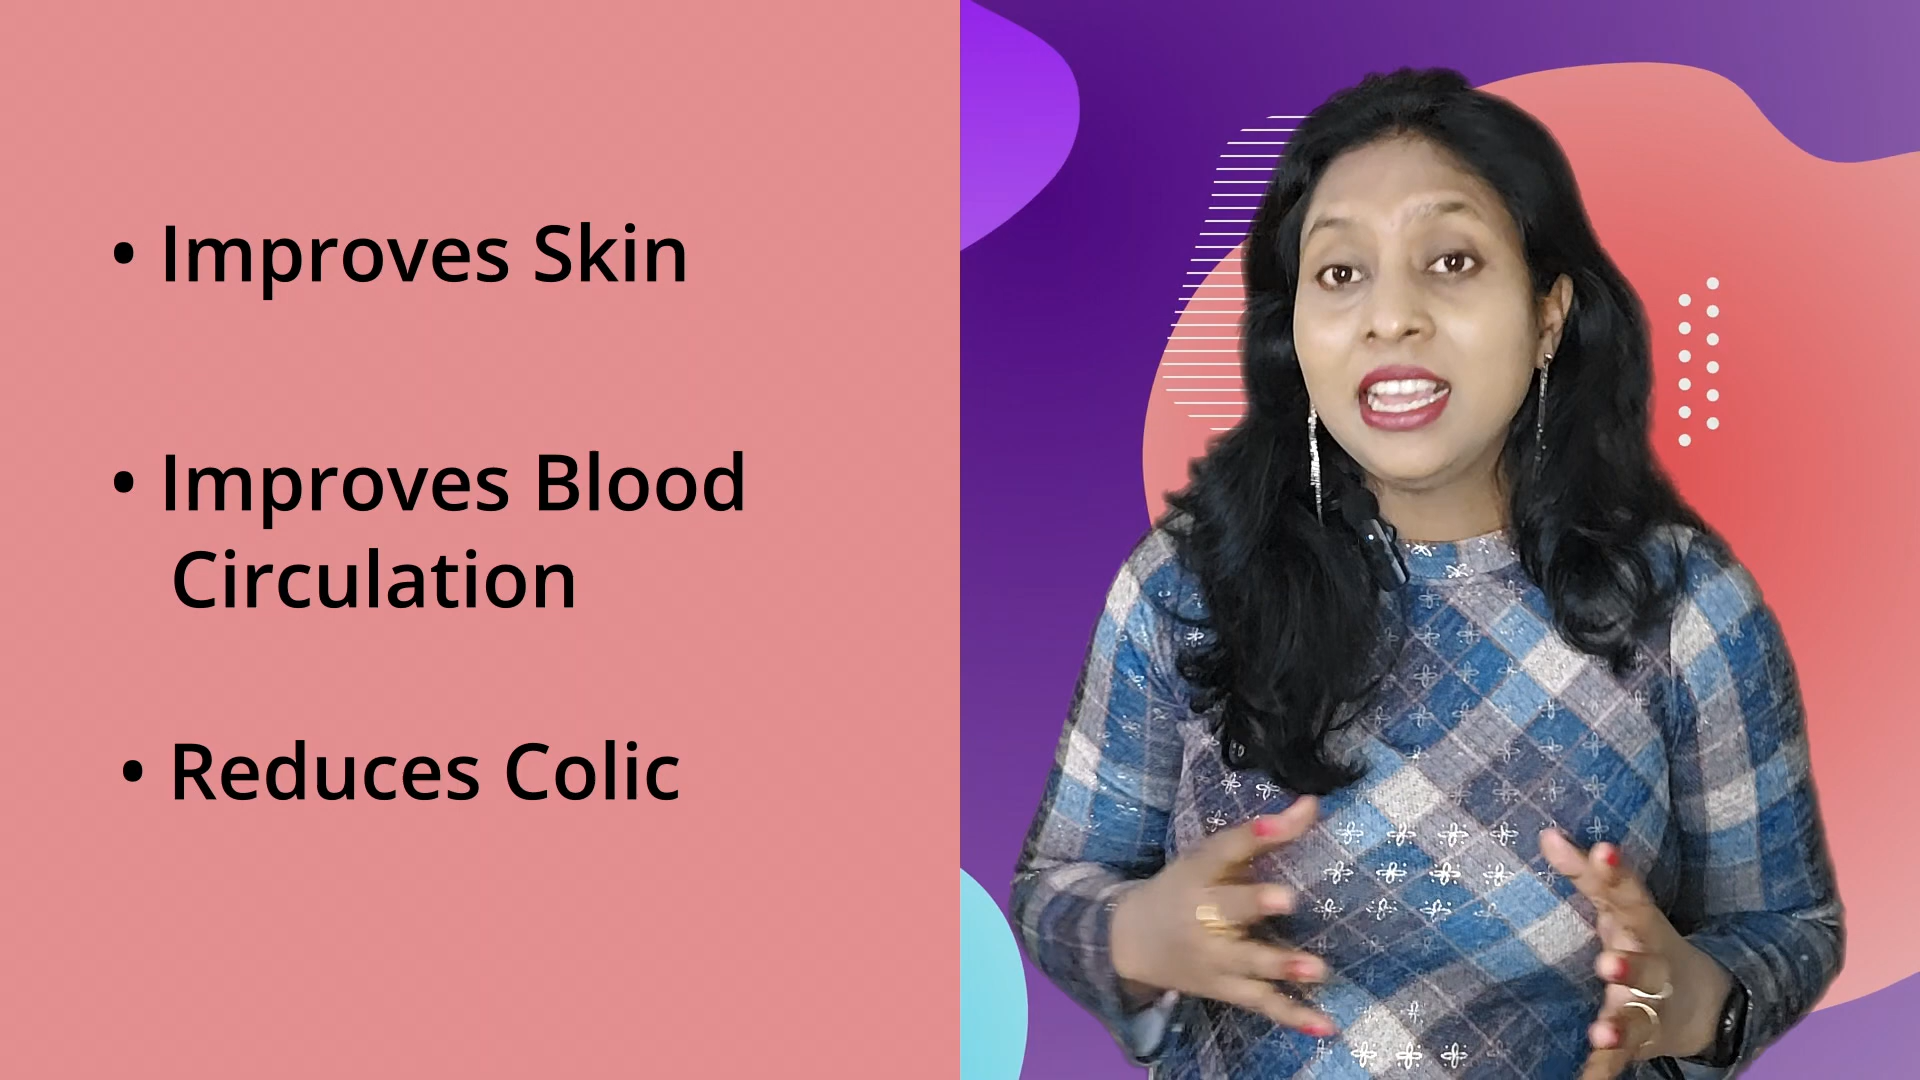 • Improves Skin
• Improves Blood
Circulation
• Reduces Colic